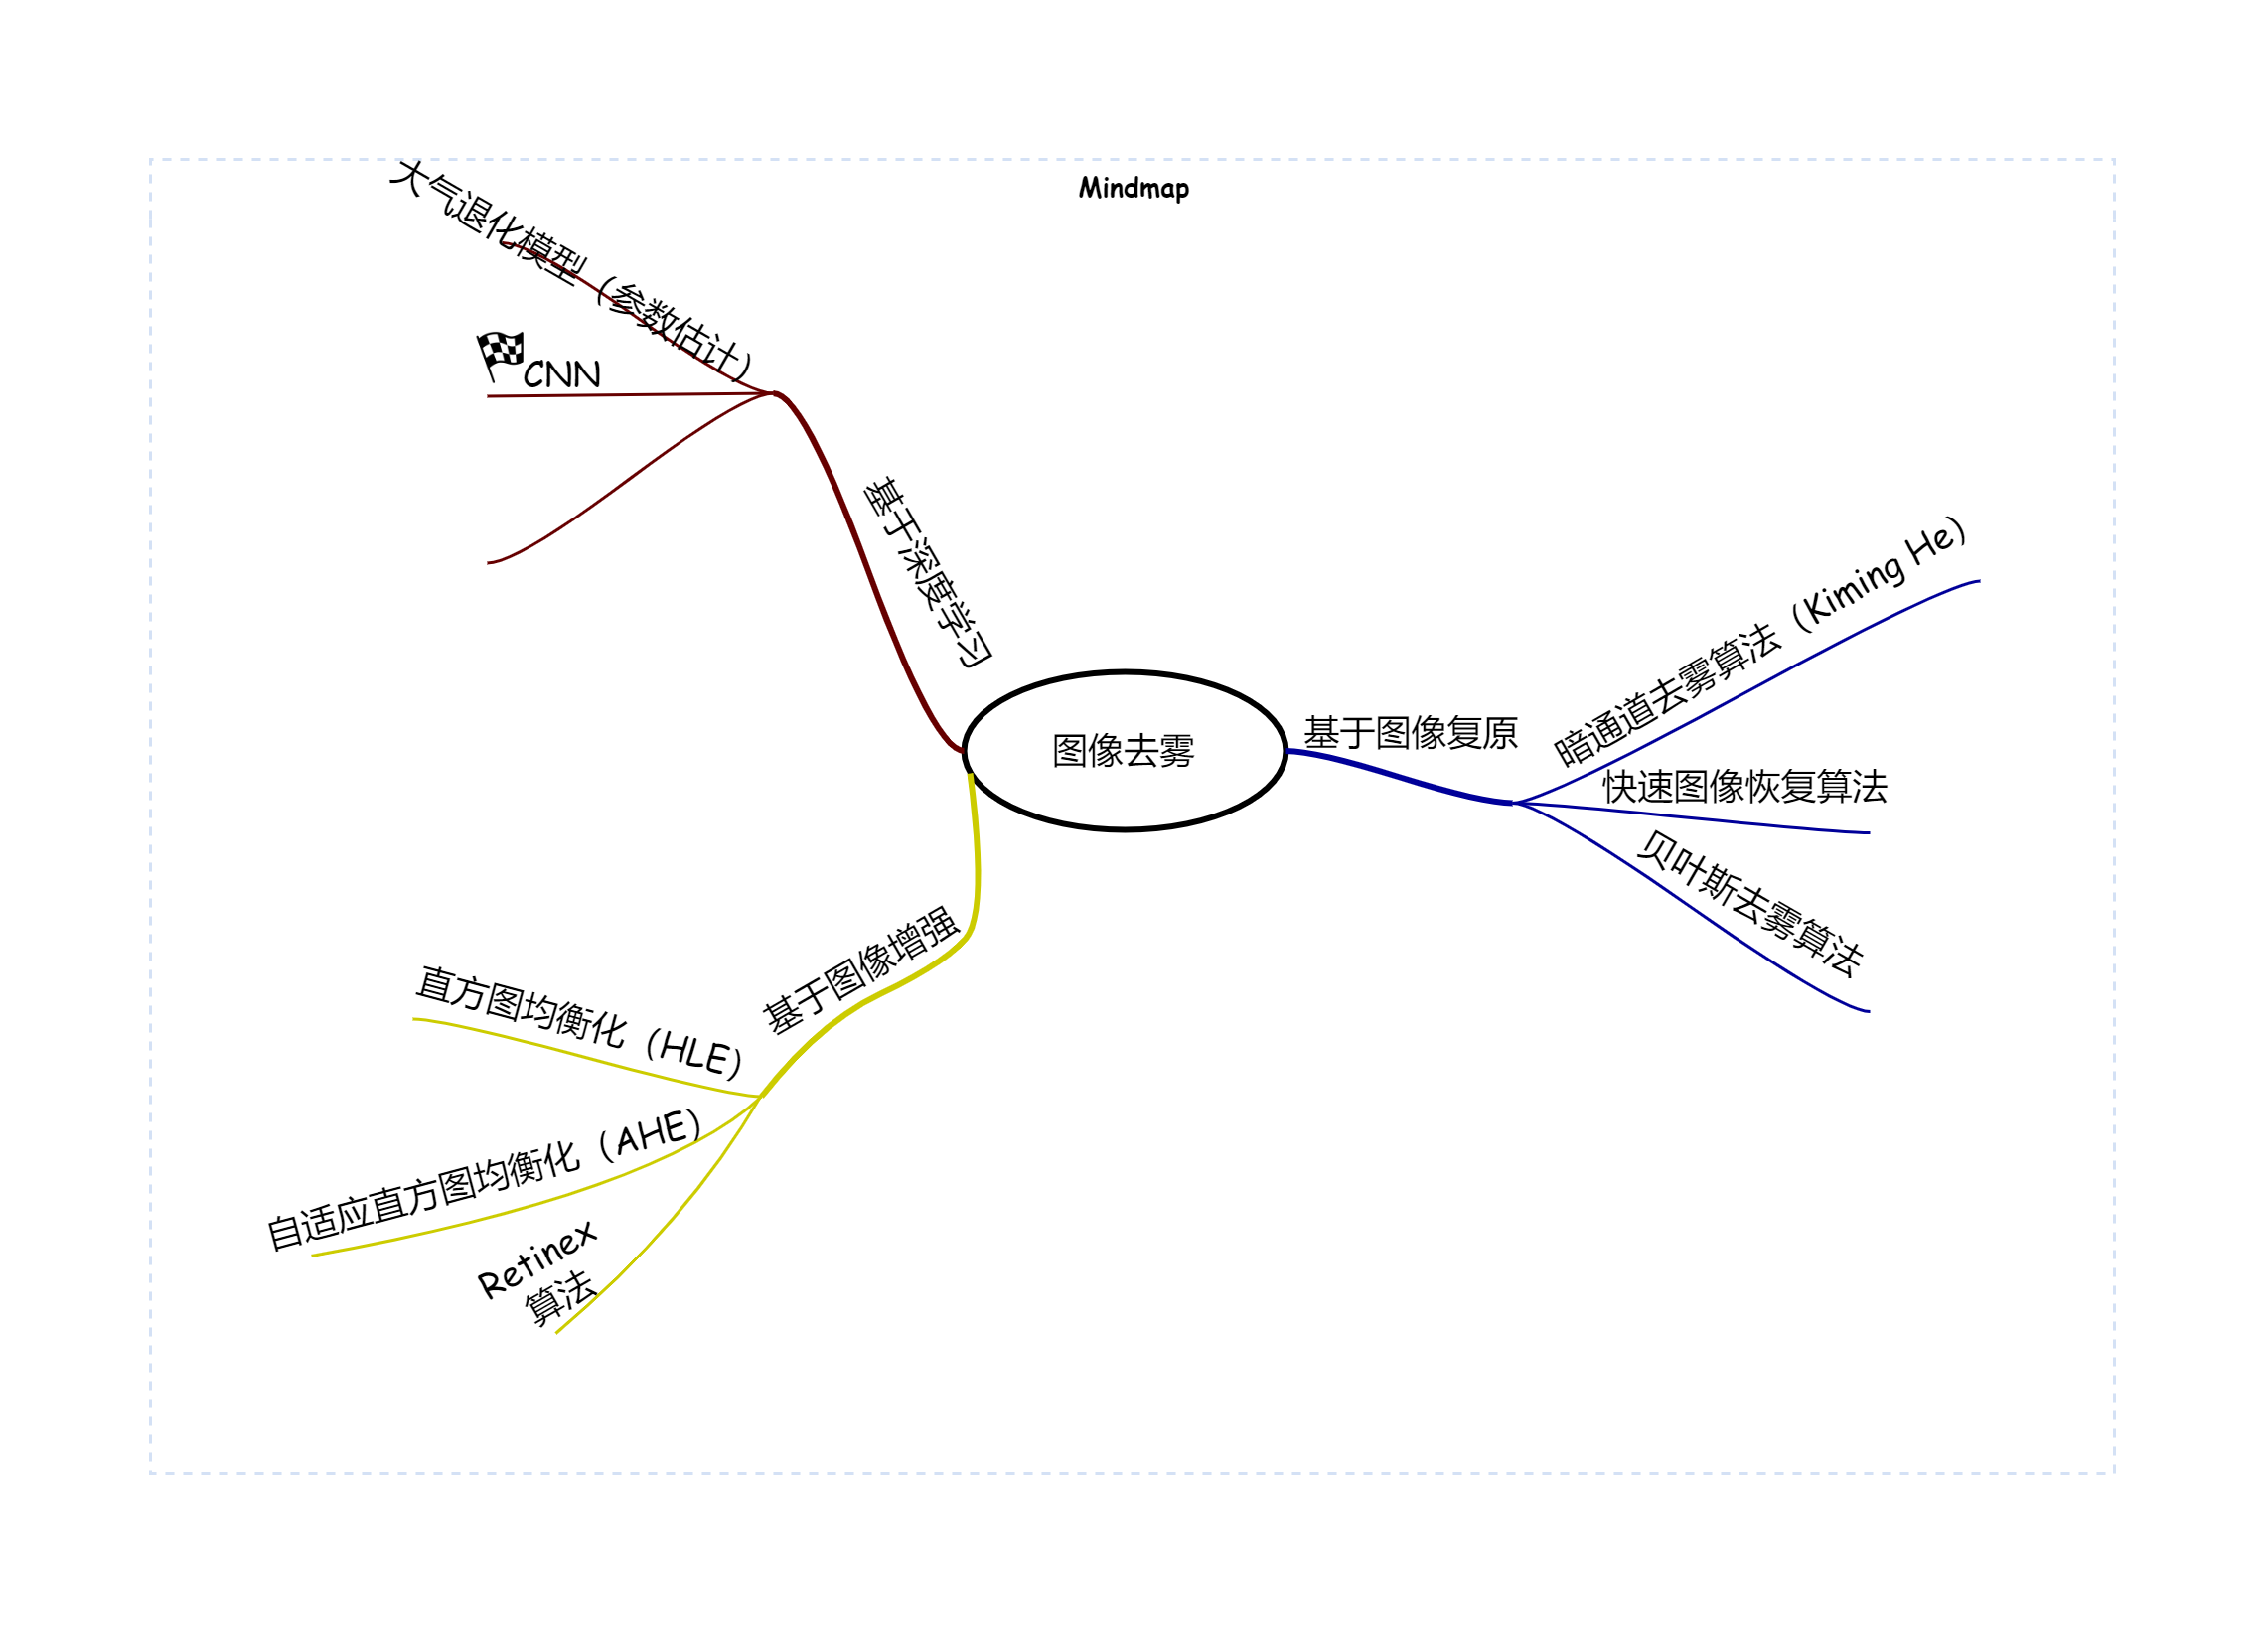 Mindmap
大气退化模型（参数估计）
CNN
基于深度学习
图像去雾
基于图像复原
暗通道去雾算法（Kiming He）
快速图像恢复算法
贝叶斯去雾算法
基于图像增强
直方图均衡化（HLE）
自适应直方图均衡化（AHE）
Retinex
算法